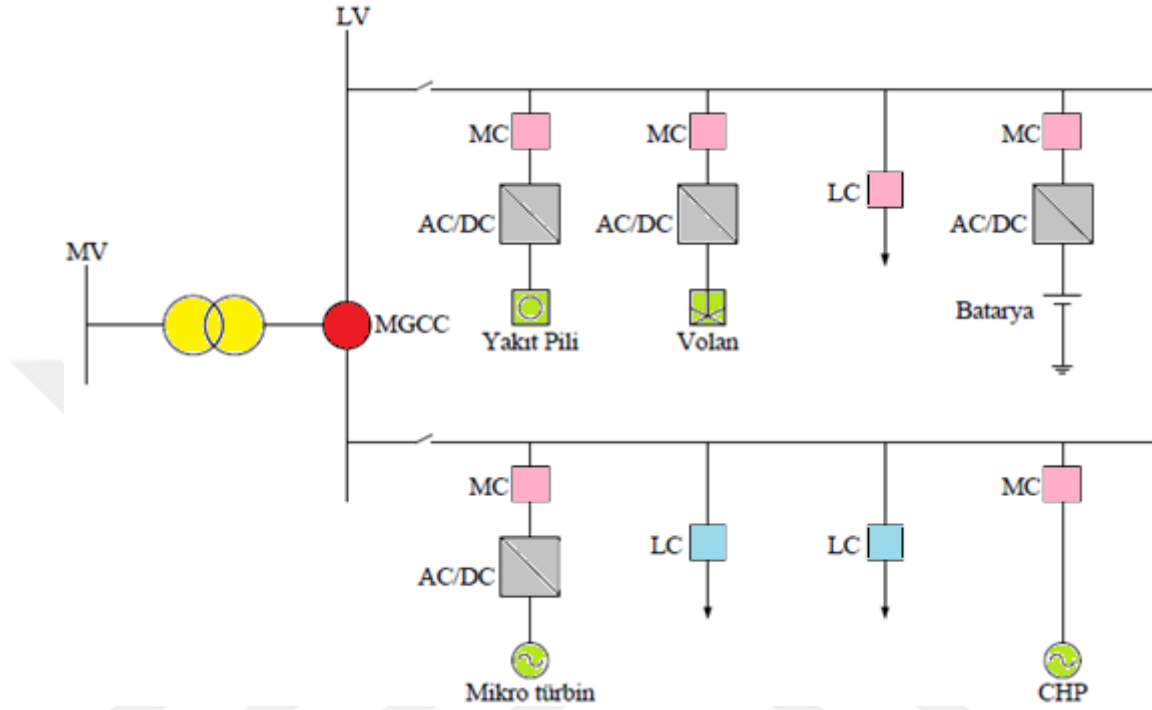 LV
MC
MC
MC
LC
AC/DC
AC/DC
AC/DC
MV
MGCC
Batarya
Yakıt Pili
Volan
MC
MC
LC
LC
AC/DC
Mikro türbin
CHP